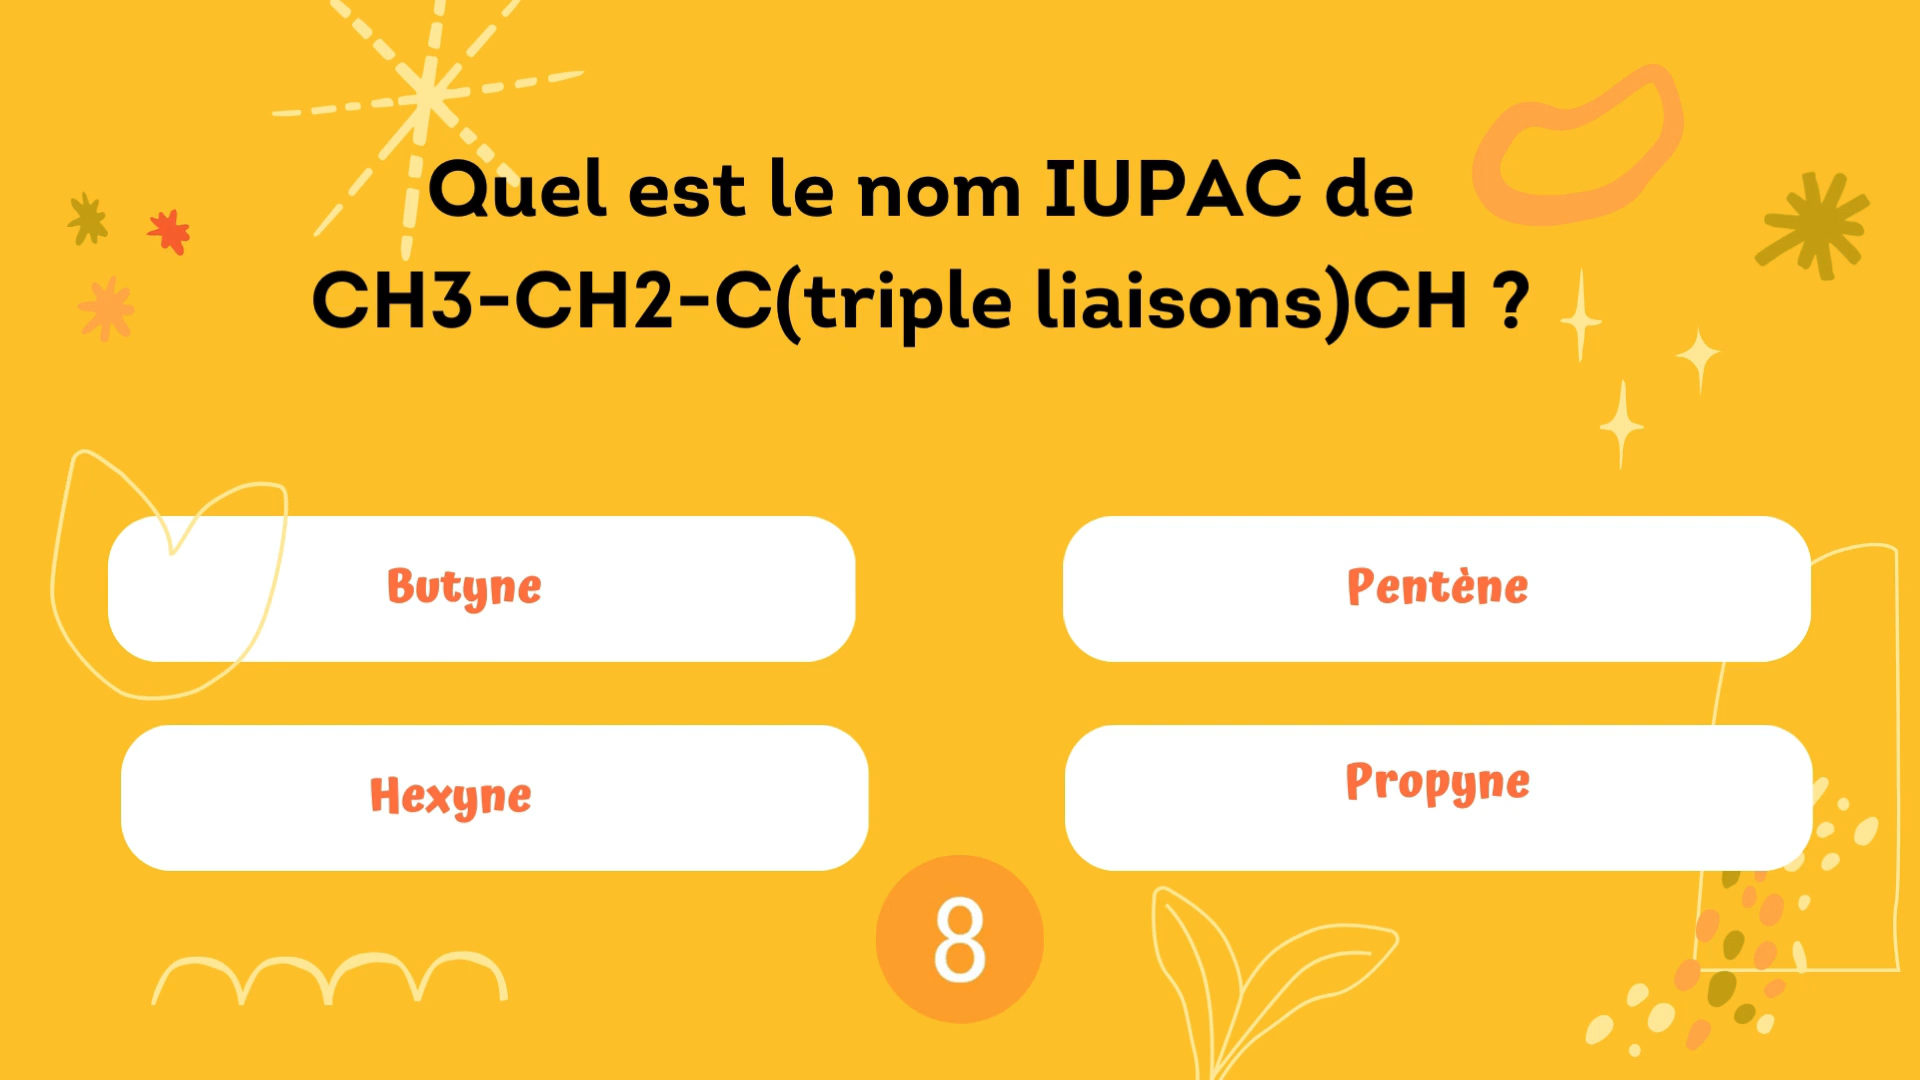 Quel est le nom IUPAC de
CH3-CH2-C(triple liaisons)CH ?
Butyne
Pentène
Hexyne
Propyne
8